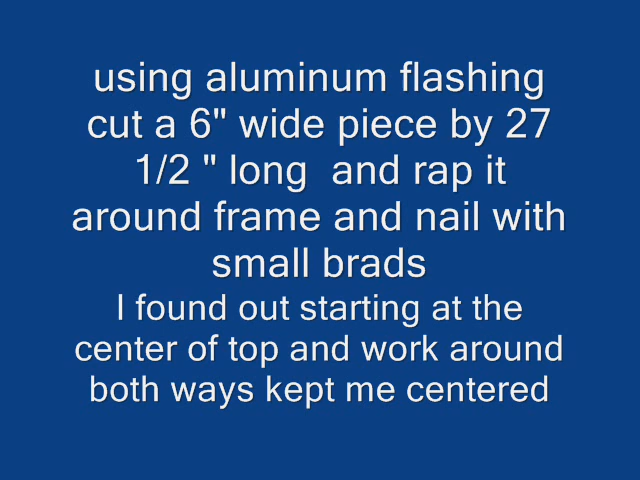 using aluminum flashing
cut a 6" wide piece by 27
1/2 " long  and rap it
around frame and nail with
small brads
I found out starting at the
center of top and work around
both ways kept me centered